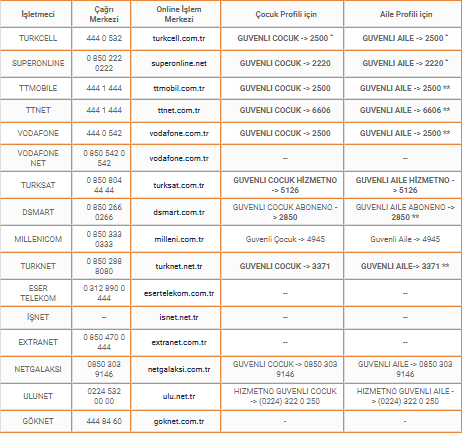 İşletmeci Çağrı Merkezi Online İşlem Merkezi Çocuk Profili için Aile Profili için
TURKCELL 444 0 532 turkcell.com.tr GUVENLI COCUK -> 2500 * GUVENLI AILE -> 2500 *
SUPERONLINE 0 850 222 0222 superonline.net GUVENLI COCUK -> 2220 GUVENLI AILE -> 2220 *
TTMOBIL 444 1 444 ttmobil.com.tr GUVENLI COCUK -> 2500 GUVENLI AILE -> 2500 **
TTNET 444 1 444 ttnet.com.tr GUVENLI COCUK -> 6606 GUVENLI AILE -> 6606 **
VODAFONE 444 0 542 vodafone.com.tr GUVENLI COCUK -> 2500 GUVENLI AILE -> 2500 **
VODAFONE NET 0 850 542 0 542 vodafone.com.tr -- --
TURKSAT 0 850 804 44 44 turksat.com.tr GUVENLI COCUK HİZMETNO -> 5126 GUVENLI AILE HİZMETNO -> 5126
DSMART 0 850 266 0266 dsmart.com.tr GUVENLI COCUK ABONENO -> 2850 GUVENLI AILE ABONENO -> 2850 **
MILLENICOM 0 850 333 0333 milleni.com.tr Guvenli Çocuk -> 4945 Guvenli Aile -> 4945
TURKNET 0 850 288 8080 turknet.net.tr GUVENLI COCUK -> 3371 GUVENLI AILE-> 3371 **
ESER TELEKOM 0 312 890 0 444 esertelekom.com.tr -- --
İŞNET -- isnet.net.tr -- --
EXTRANET 0 850 470 0 444 extranet.com.tr -- --
NETGALAKSI 0850 303 9146 netgalaksi.com.tr GUVENLI COCUK -> 0850 303 9146 GUVENLI AILE -> 0850 303 9146
ULUNET 0224 532 00 00 ulu.net.tr HIZMETNO GUVENLI COCUK -> (0224) 322 0 250 HIZMETNO GUVENLI AILE -> (0224) 322 0 250
GÖKNET 444 84 60 goknet.com.tr - -